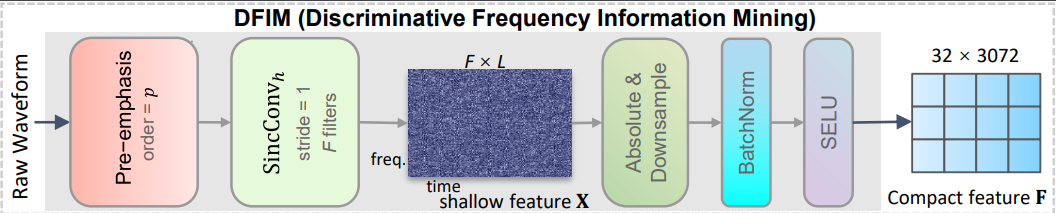 DFIM (Discriminative Frequency Information Mining)
Raw Waveform
Pre-emphasis
order = p
SincConvₕ
stride = 1
F filters
F × L
freq.
time
shallow feature X
Absolute &
Downsample
BatchNorm
SELU
32 × 3072
Compact feature F